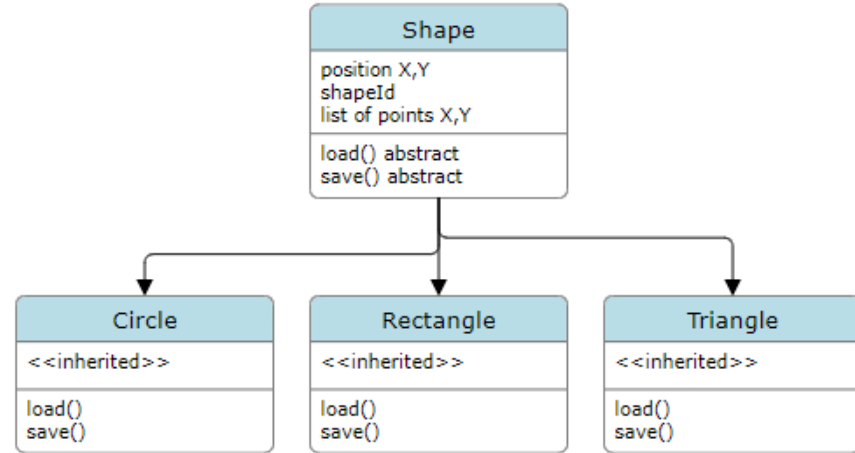 Shape
position X,Y
shapeId
list of points X,Y
load() abstract
save() abstract
Circle
<<inherited>>
load()
save()
Rectangle
<<inherited>>
load()
save()
Triangle
<<inherited>>
load()
save()